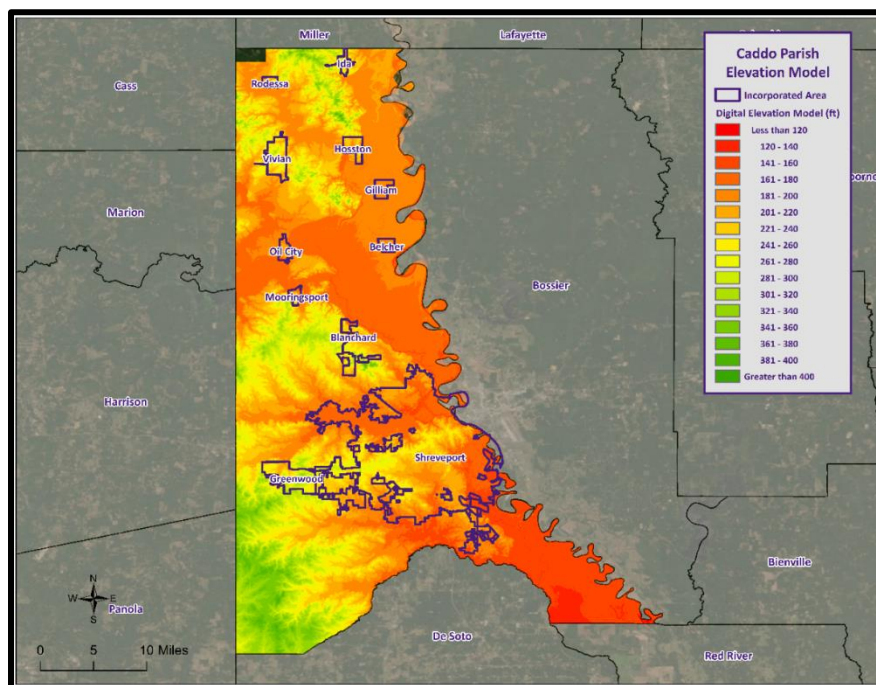 Miller
Lafayette
Caddo Parish
Elevation Model
Incorporated Area
Digital Elevation Model (ft)
Less than 120
120 - 140
141 - 160
161 - 180
181 - 200
201 - 220
221 - 240
241 - 260
261 - 280
281 - 300
301 - 320
321 - 340
341 - 360
361 - 380
381 - 400
Greater than 400
Ida
Cass
Rodessa
Vivian
Hosston
Gilliam
Marion
Oil City
Belcher
Bossier
Mooringsport
Blanchard
Harrison
Shreveport
Greenwood
Bienville
N
W E
S
Panola
De Soto
Red River
0 5 10 Miles